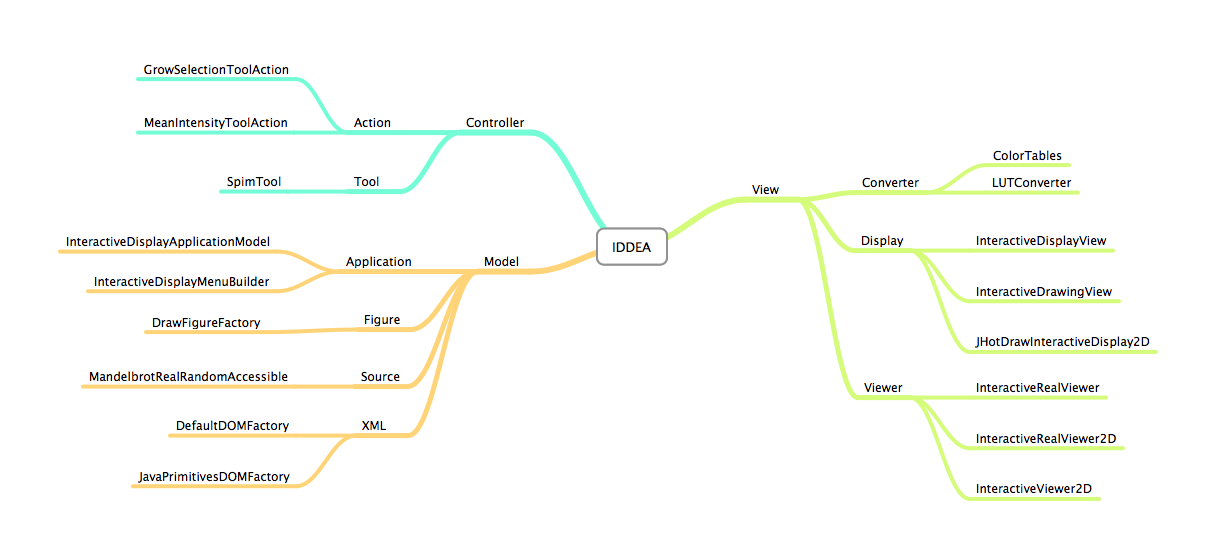 GrowSelectionToolAction
MeanIntensityToolAction
Action
Controller
SpimTool
Tool
InteractiveDisplayApplicationModel
InteractiveDisplayMenuBuilder
Application
Model
DrawFigureFactory
Figure
MandelbrotRealRandomAccessible
Source
DefaultDOMFactory
XML
JavaPrimitivesDOMFactory
IDDEA
View
Converter
ColorTables
LUTConverter
Display
InteractiveDisplayView
InteractiveDrawingView
JHotDrawInteractiveDisplay2D
Viewer
InteractiveRealViewer
InteractiveRealViewer2D
InteractiveViewer2D